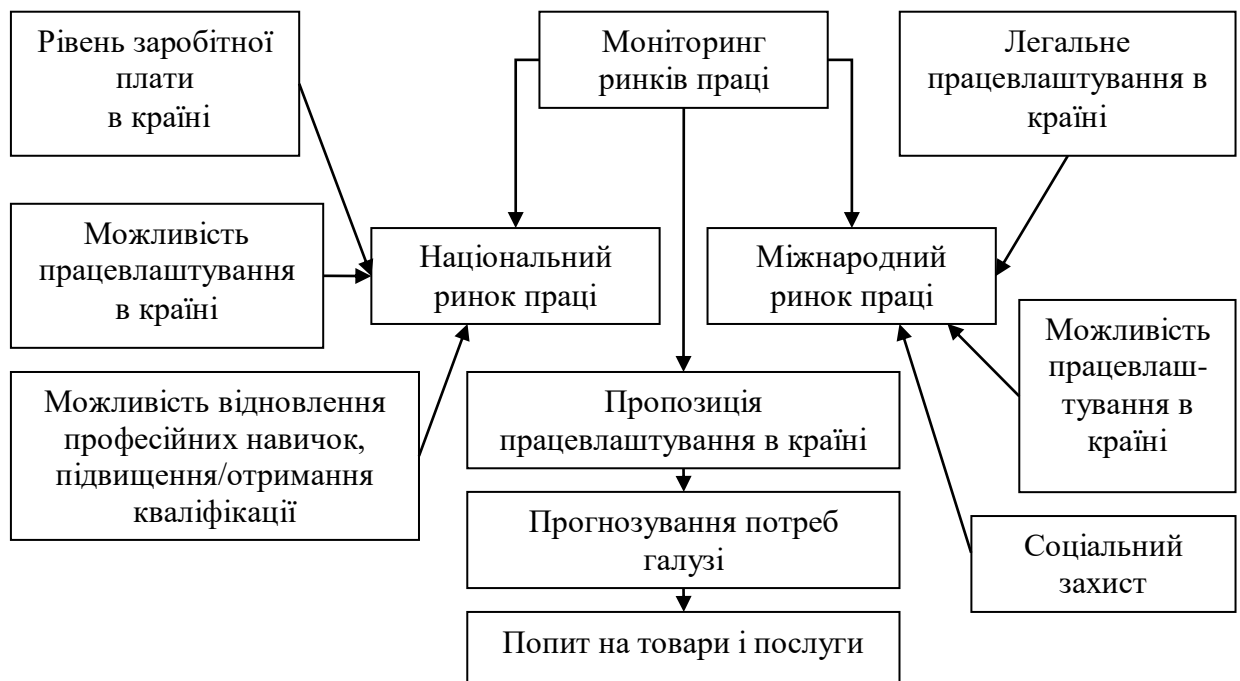 Рівень заробітної
плати
в країні
Моніторинг
ринків праці
Легальне
працевлаштування в
країні
Можливість
працевлаштування
в країні
Національний
ринок праці
Міжнародний
ринок праці
Можливість
працевлаш-
тування в
країні
Можливість відновлення
професійних навичок,
підвищення/отримання
кваліфікації
Пропозиція
працевлаштування в країні
Прогнозування потреб
галузі
Соціальний
захист
Попит на товари і послуги